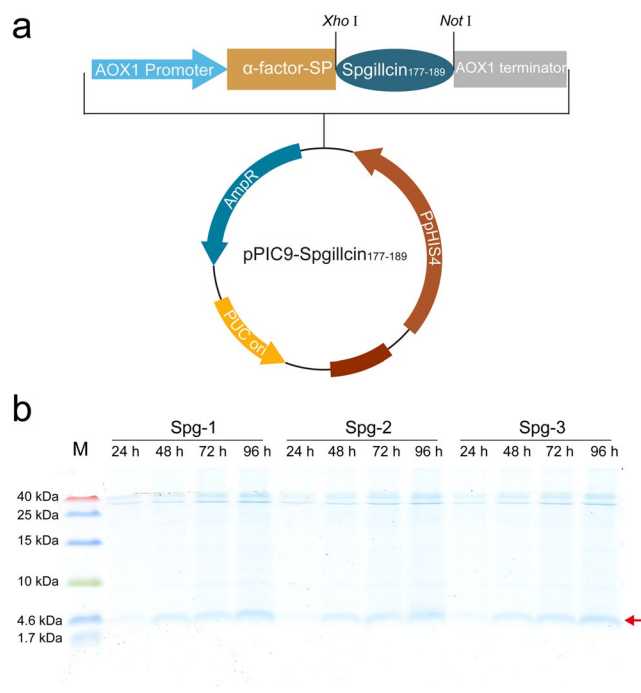 a
Xho I
Not I
AOX1 Promoter
α-factor-SP
Spgillcin177-189
AOX1 terminator
AmpR
PpHIS4
pPIC9-Spgillcin177-189
PUC ori
b
Spg-1
Spg-2
Spg-3
M
24 h 48 h 72 h 96 h 24 h 48 h 72 h 96 h 24 h 48 h 72 h 96 h
40 kDa
25 kDa
15 kDa
10 kDa
4.6 kDa
1.7 kDa